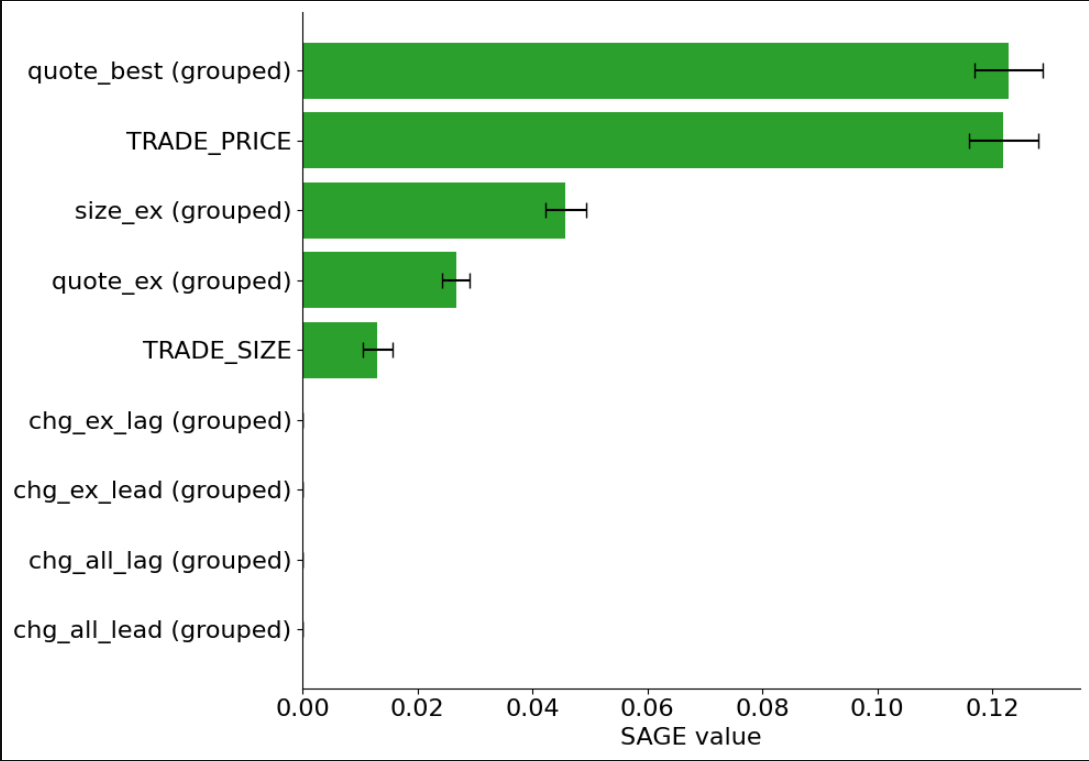 quote_best (grouped)
TRADE_PRICE
size_ex (grouped)
quote_ex (grouped)
TRADE_SIZE
chg_ex_lag (grouped)
chg_ex_lead (grouped)
chg_all_lag (grouped)
chg_all_lead (grouped)
0.00 0.02 0.04 0.06 0.08 0.10 0.12
SAGE value